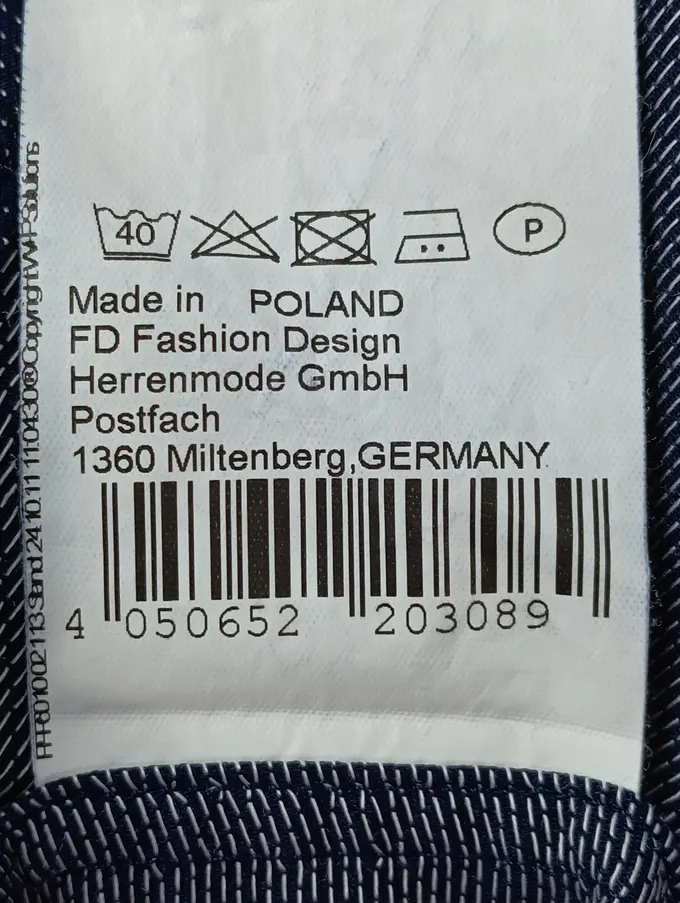 40
P
Made in POLAND
FD Fashion Design
Herrenmode GmbH
Postfach
1360 Miltenberg,GERMANY
4 050652 203089